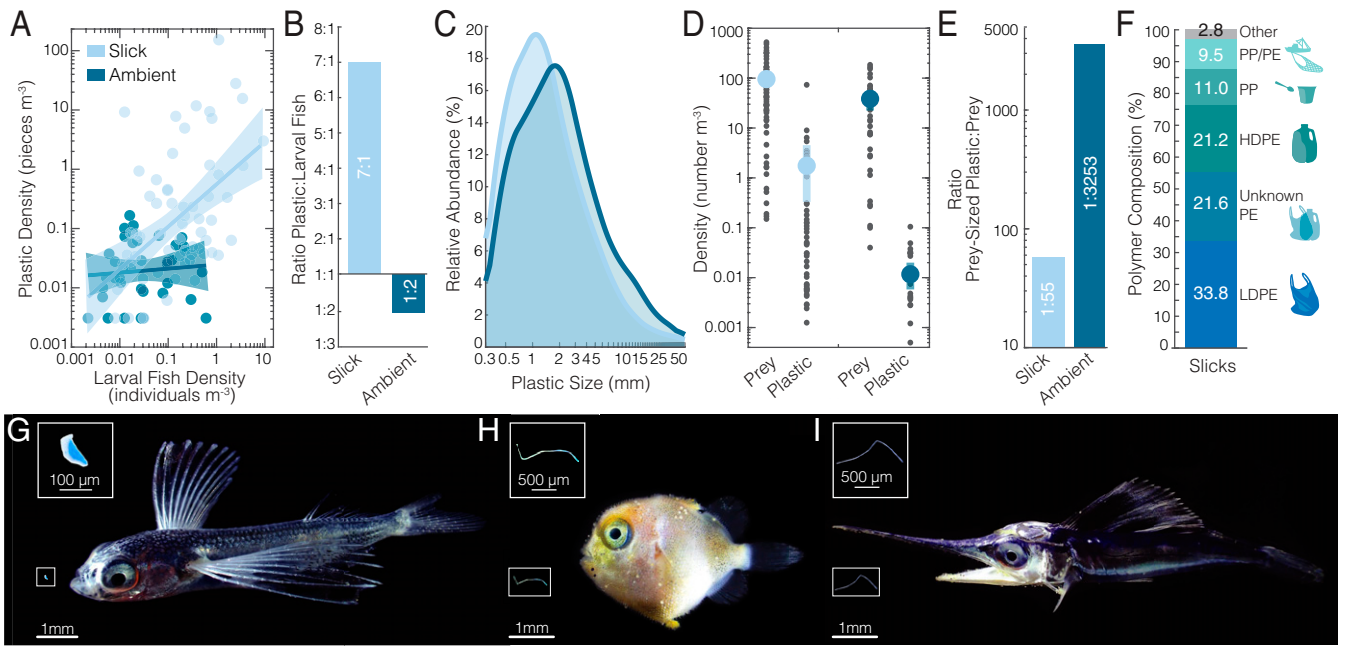 A
Plastic Density (pieces m-3)
100
10
1
0.1
0.01
0.001
Slick
Ambient
0.001 0.01 0.1 1 10
Larval Fish Density
(individuals m-3)
B
Ratio Plastic:Larval Fish
8:1
7:1
6:1
5:1
4:1
3:1
2:1
1:1
1:2
1:3
7:1
1:2
Slick
Ambient
C
Relative Abundance (%)
20
18
16
14
12
10
8
6
4
2
0
0.3 0.5 1 2 3 4 5 10 15 25 50
Plastic Size (mm)
D
Density (number m-3)
1000
100
10
1
0.1
0.01
0.001
Prey
Plastic
Prey
Plastic
E
Ratio
Prey-Sized Plastic:Prey
5000
1000
100
10
1:55
1:3253
Slick
Ambient
F
Polymer Composition (%)
100
90
80
70
60
50
40
30
20
10
0
2.8 Other
9.5 PP/PE
11.0 PP
21.2 HDPE
21.6 Unknown
PE
33.8 LDPE
Slicks
G
100 µm
1mm
H
500 µm
1mm
I
500 µm
1mm